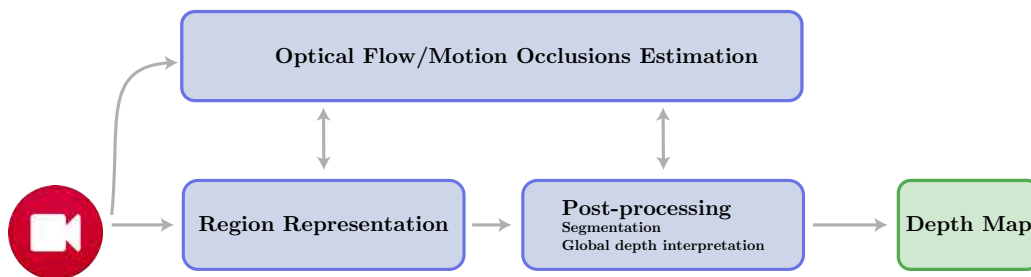 Optical Flow/Motion Occlusions Estimation
Region Representation
Post-processing
Segmentation
Global depth interpretation
Depth Map